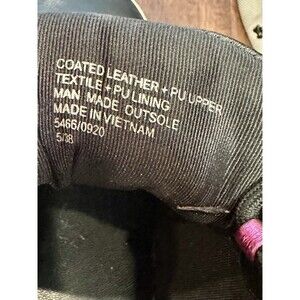 COATED LEATHER + PU UPPER
TEXTILE + PU LINING
MAN MADE OUTSOLE
MADE IN VIETNAM
5466/0920
5/38